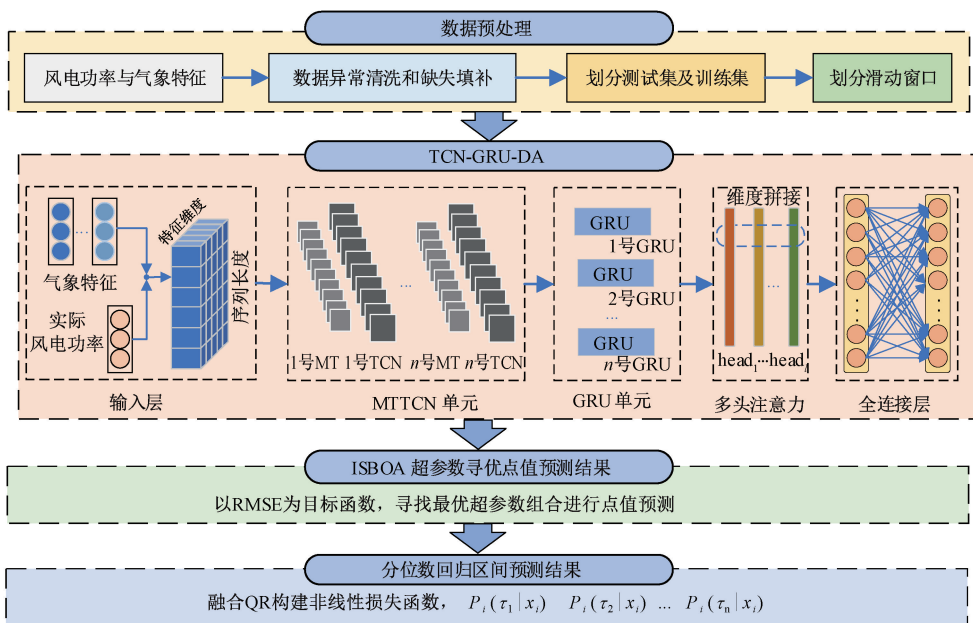 数据预处理
风电功率与气象特征
数据异常清洗和缺失填补
划分测试集及训练集
划分滑动窗口
TCN-GRU-DA
特征维度
序列长度
气象特征
实际
风电功率
输入层
...
1号MT 1号TCN
n号MT n号TCN
MTTCN 单元
GRU
1号GRU
GRU
2号GRU
...
GRU
n号GRU
GRU 单元
维度拼接
...
head₁...headᵢ
多头注意力
全连接层
ISBOA 超参数寻优点值预测结果
以RMSE为目标函数，寻找最优超参数组合进行点值预测
分位数回归区间预测结果
融合QR构建非线性损失函数， Pᵢ(τ₁|xᵢ) Pᵢ(τ₂|xᵢ) ... Pᵢ(τₙ|xᵢ)